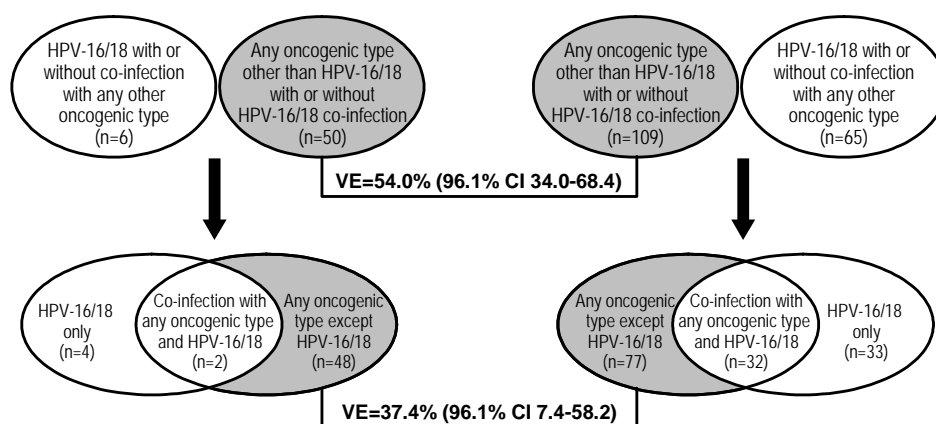 HPV-16/18 with or
without co-infection
with any other
oncogenic type
(n=6)
Any oncogenic type
other than HPV-16/18
with or without
HPV-16/18 co-infection
(n=50)
Any oncogenic type
other than HPV-16/18
with or without
HPV-16/18 co-infection
(n=109)
HPV-16/18 with or
without co-infection
with any other
oncogenic type
(n=65)
VE=54.0% (96.1% CI 34.0-68.4)
HPV-16/18
only
(n=4)
Co-infection with
any oncogenic type
and HPV-16/18
(n=2)
Any oncogenic
type except
HPV-16/18
(n=48)
Any oncogenic
type except
HPV-16/18
(n=77)
Co-infection with
any oncogenic type
and HPV-16/18
(n=32)
HPV-16/18
only
(n=33)
VE=37.4% (96.1% CI 7.4-58.2)